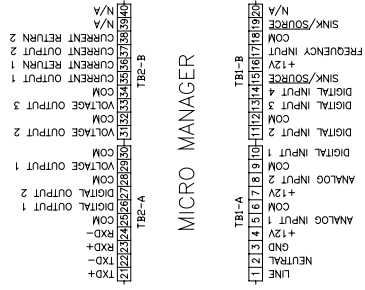 40 N/A
39 N/A
38 CURRENT RETURN 2
37 CURRENT OUTPUT 2
36 CURRENT RETURN 1
35 CURRENT OUTPUT 1
34 COM
33 VOLTAGE OUTPUT 3
32 COM
31 VOLTAGE OUTPUT 2
TB2-B
30 COM
29 VOLTAGE OUTPUT 1
28 COM
27 DIGITAL OUTPUT 2
26 DIGITAL OUTPUT 1
25 COM
24 RXD-
23 RXD+
22 TXD-
21 TXD+
TB2-A
MICRO MANAGER
20 N/A
19 SINK/SOURCE
18 COM
17 FREQUENCY INPUT
16 +12V
15 SINK/SOURCE
14 DIGITAL INPUT 4
13 DIGITAL INPUT 3
12 COM
11 DIGITAL INPUT 2
TB1-B
10 DIGITAL INPUT 1
9 COM
8 ANALOG INPUT 2
7 +12V
6 COM
5 ANALOG INPUT 1
4 +12V
3 GND
2 NEUTRAL
1 LINE
TB1-A